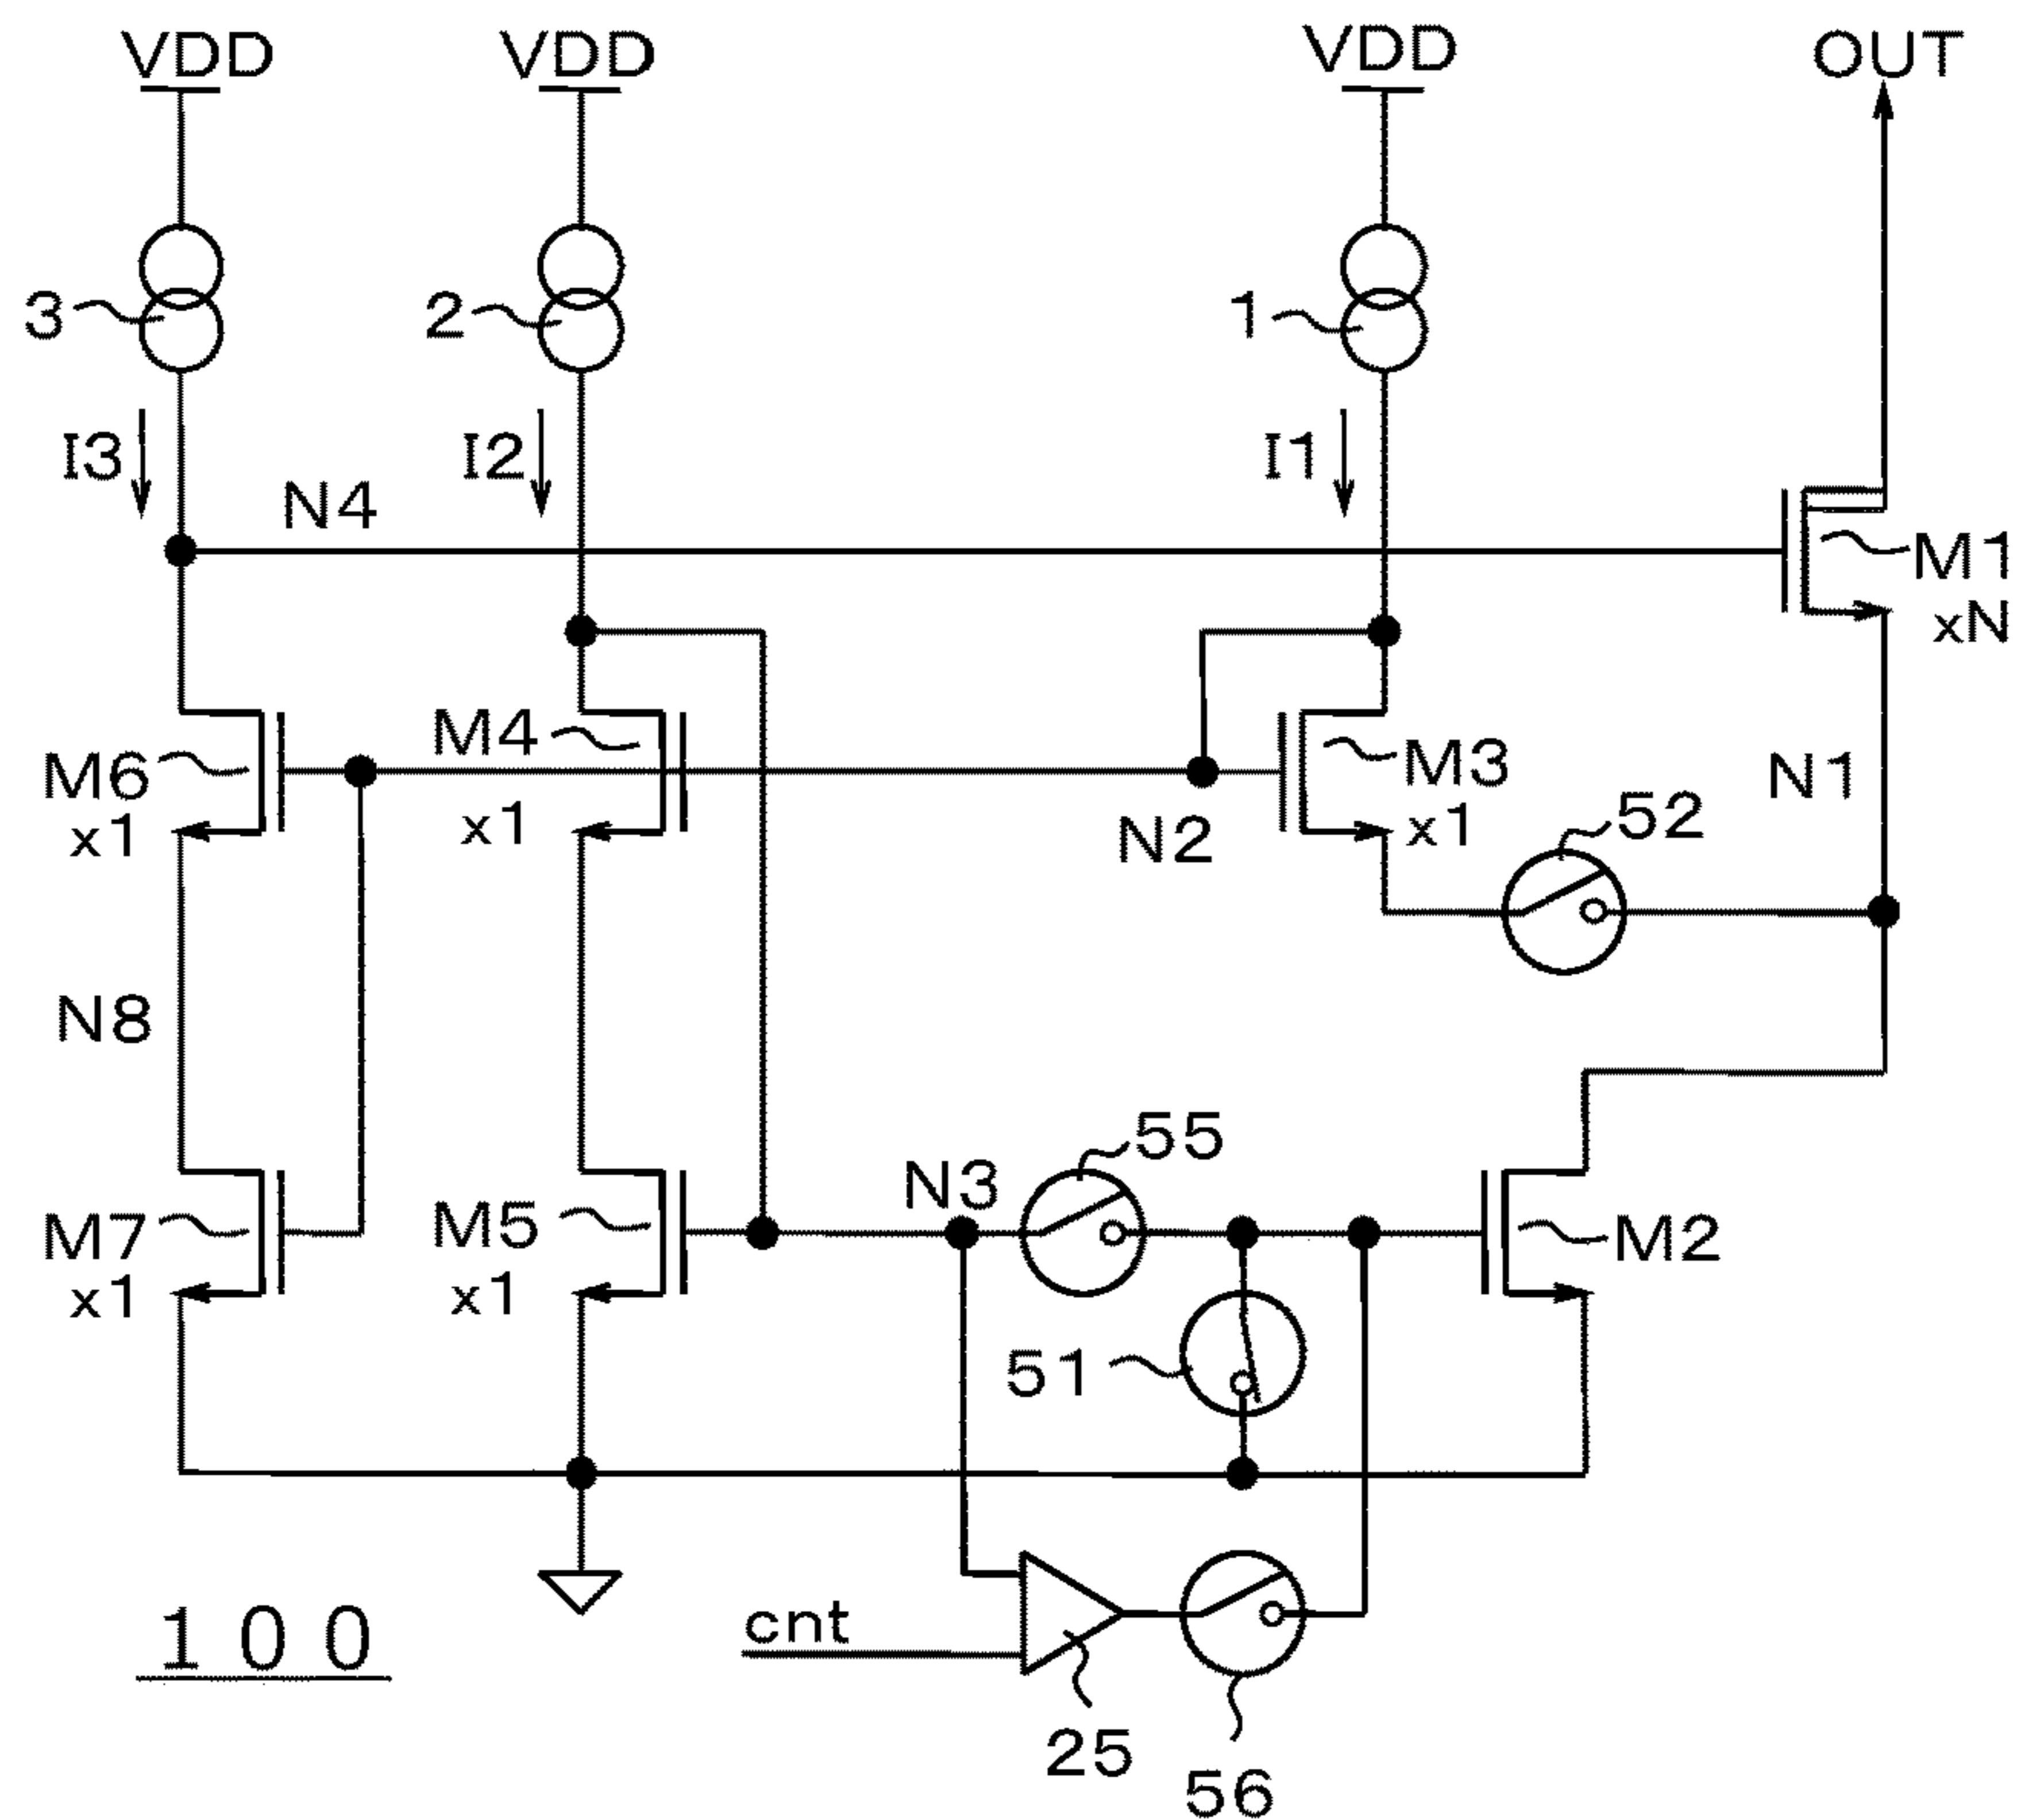 VDD VDD VDD OUT
3 2 1
I3 I2 I1
N4
M1
xN
M6 M4 M3 N1
x1 x1 N2 x1 52
N8
55
M7 M5 N3 M2
x1 x1
51
cnt
100
25
56